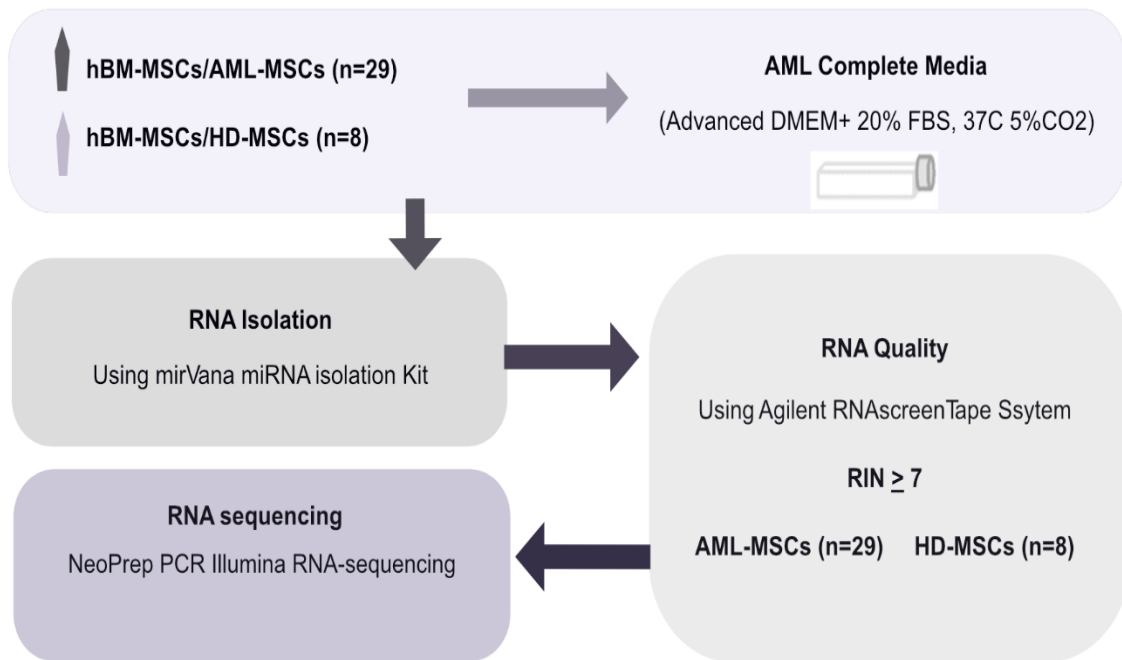 hBM-MSCs/AML-MSCs (n=29)
hBM-MSCs/HD-MSCs (n=8)
AML Complete Media
(Advanced DMEM+ 20% FBS, 37C 5%CO2)
RNA Isolation
Using mirVana miRNA isolation Kit
RNA Quality
Using Agilent RNAscreenTape Ssytem
RIN ≥ 7
AML-MSCs (n=29) HD-MSCs (n=8)
RNA sequencing
NeoPrep PCR Illumina RNA-sequencing